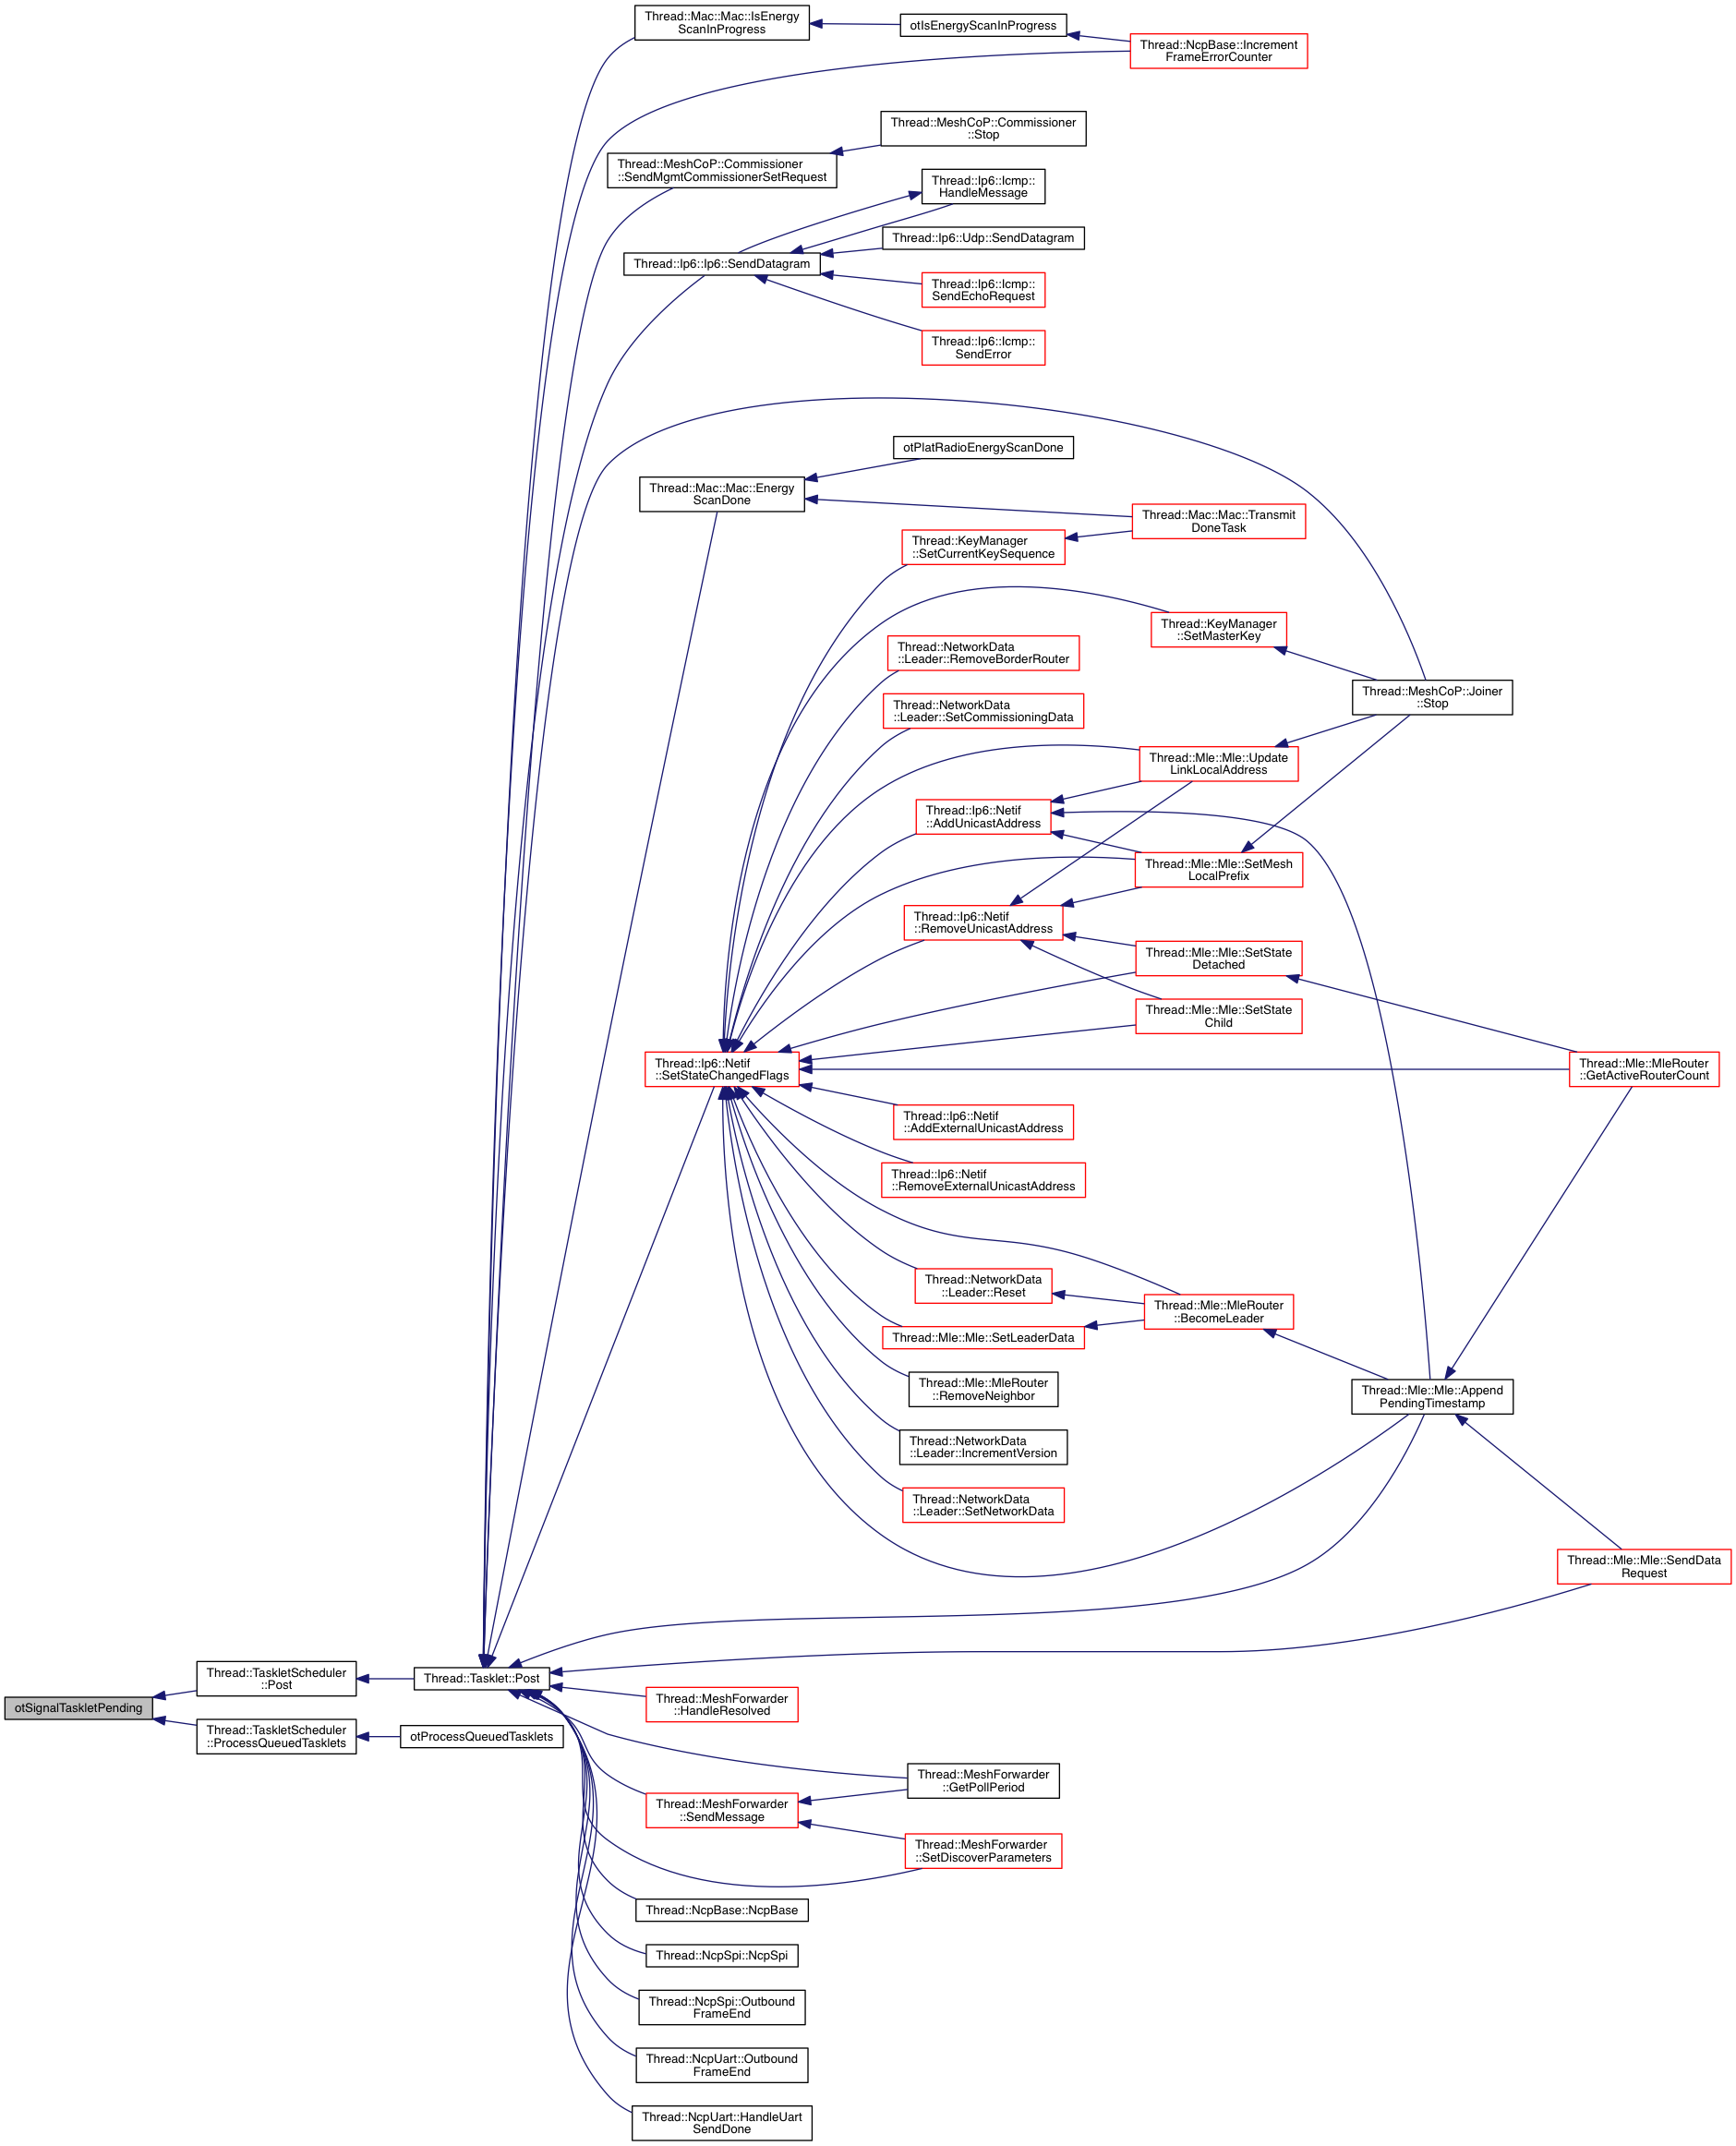 Thread::Mac::Mac::IsEnergy
ScanInProgress
otIsEnergyScanInProgress
Thread::NcpBase::Increment
FrameErrorCounter
Thread::MeshCoP::Commissioner
::Stop
Thread::MeshCoP::Commissioner
::SendMgmtCommissionerSetRequest
Thread::Ip6::Icmp::
HandleMessage
Thread::Ip6::Udp::SendDatagram
Thread::Ip6::Ip6::SendDatagram
Thread::Ip6::Icmp::
SendEchoRequest
Thread::Ip6::Icmp::
SendError
otPlatRadioEnergyScanDone
Thread::Mac::Mac::Energy
ScanDone
Thread::Mac::Mac::Transmit
DoneTask
Thread::KeyManager
::SetCurrentKeySequence
Thread::KeyManager
::SetMasterKey
Thread::NetworkData
::Leader::RemoveBorderRouter
Thread::MeshCoP::Joiner
::Stop
Thread::NetworkData
::Leader::SetCommissioningData
Thread::Mle::Mle::Update
LinkLocalAddress
Thread::Ip6::Netif
::AddUnicastAddress
Thread::Mle::Mle::SetMesh
LocalPrefix
Thread::Ip6::Netif
::RemoveUnicastAddress
Thread::Mle::Mle::SetState
Detached
Thread::Mle::Mle::SetState
Child
Thread::Ip6::Netif
::SetStateChangedFlags
Thread::Mle::MleRouter
::GetActiveRouterCount
Thread::Ip6::Netif
::AddExternalUnicastAddress
Thread::Ip6::Netif
::RemoveExternalUnicastAddress
Thread::NetworkData
::Leader::Reset
Thread::Mle::MleRouter
::BecomeLeader
Thread::Mle::Mle::SetLeaderData
Thread::Mle::MleRouter
::RemoveNeighbor
Thread::Mle::Mle::Append
PendingTimestamp
Thread::NetworkData
::Leader::IncrementVersion
Thread::NetworkData
::Leader::SetNetworkData
Thread::Mle::Mle::SendData
Request
Thread::TaskletScheduler
::Post
Thread::Tasklet::Post
otSignalTaskletPending
Thread::MeshForwarder
::HandleResolved
Thread::TaskletScheduler
::ProcessQueuedTasklets
otProcessQueuedTasklets
Thread::MeshForwarder
::GetPollPeriod
Thread::MeshForwarder
::SendMessage
Thread::MeshForwarder
::SetDiscoverParameters
Thread::NcpBase::NcpBase
Thread::NcpSpi::NcpSpi
Thread::NcpSpi::Outbound
FrameEnd
Thread::NcpUart::Outbound
FrameEnd
Thread::NcpUart::HandleUart
SendDone